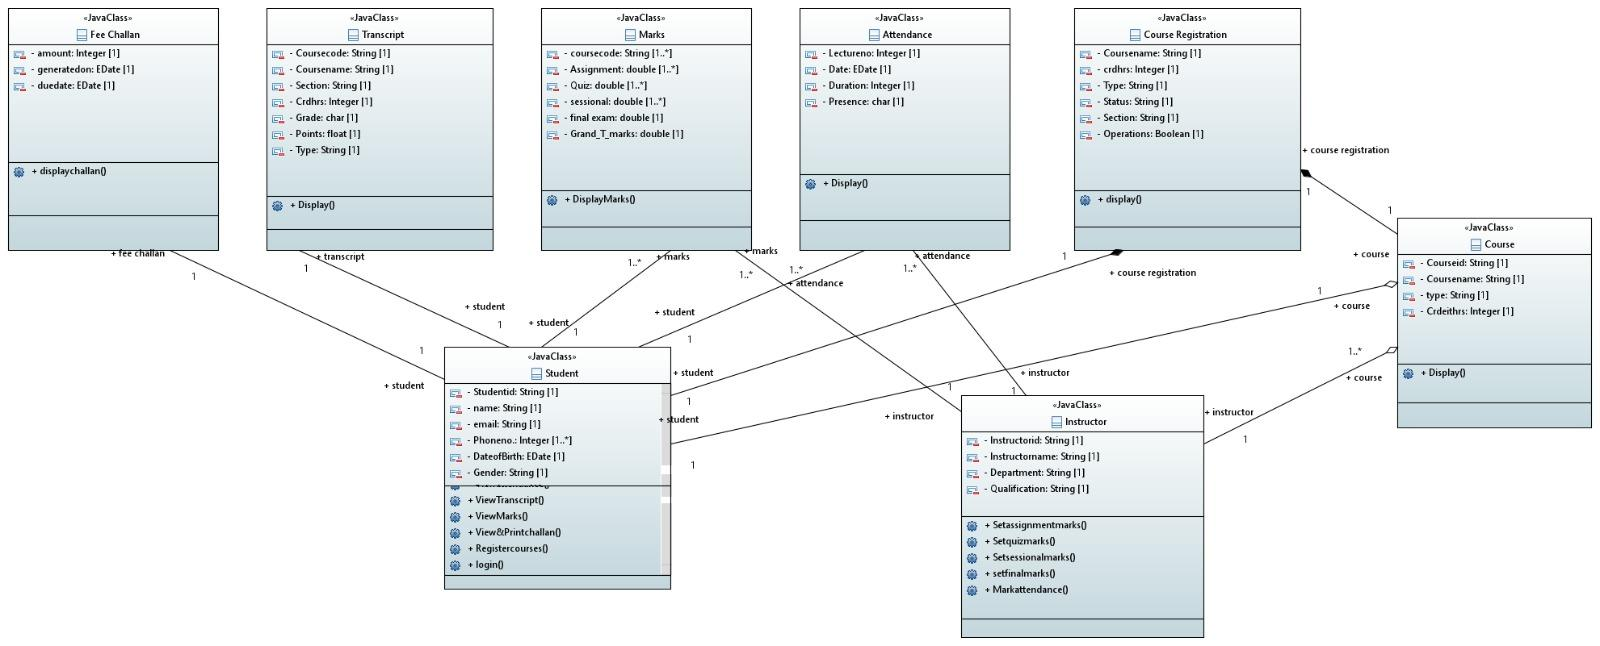 «JavaClass»
Fee Challan
- amount: Integer [1]
- generatedon: EDate [1]
- duedate: EDate [1]
+ displaychallan()
«JavaClass»
Transcript
- Coursecode: String [1]
- Coursename: String [1]
- Section: String [1]
- Crdhrs: Integer [1]
- Grade: char [1]
- Points: float [1]
- Type: String [1]
+ Display()
«JavaClass»
Marks
- coursecode: String [1..*]
- Assignment: double [1..*]
- Quiz: double [1..*]
- sessional: double [1..*]
- final exam: double [1]
- Grand_T_marks: double [1]
+ DisplayMarks()
«JavaClass»
Attendance
- Lectureno: Integer [1]
- Date: EDate [1]
- Duration: Integer [1]
- Presence: char [1]
+ Display()
«JavaClass»
Course Registration
- Coursename: String [1]
- crdhrs: Integer [1]
- Type: String [1]
- Status: String [1]
- Section: String [1]
- Operations: Boolean [1]
+ display()
+ course registration
1
1
«JavaClass»
Course
- Courseid: String [1]
- Coursename: String [1]
- type: String [1]
- Crdeithrs: Integer [1]
+ Display()
+ fee challan
1
+ transcript
1
+ marks
1..*
+ marks
1..*
1..*
+ attendance
+ attendance
1..*
1
+ course registration
+ course
1
+ course
1..*
+ course
+ student
1
+ student
1
+ student
1
1
+ student
+ student
1
+ student
1
+ instructor
1
+ instructor
1
+ instructor
1
«JavaClass»
Student
- Studentid: String [1]
- name: String [1]
- email: String [1]
- Phoneno.: Integer [1..*]
- DateofBirth: EDate [1]
- Gender: String [1]
+ ViewTranscript()
+ ViewMarks()
+ View&Printchallan()
+ Registercourses()
+ login()
«JavaClass»
Instructor
- Instructorid: String [1]
- Instructorname: String [1]
- Department: String [1]
- Qualification: String [1]
+ Setassignmentmarks()
+ Setquizmarks()
+ Setsessionalmarks()
+ setfinalmarks()
+ Markattendance()